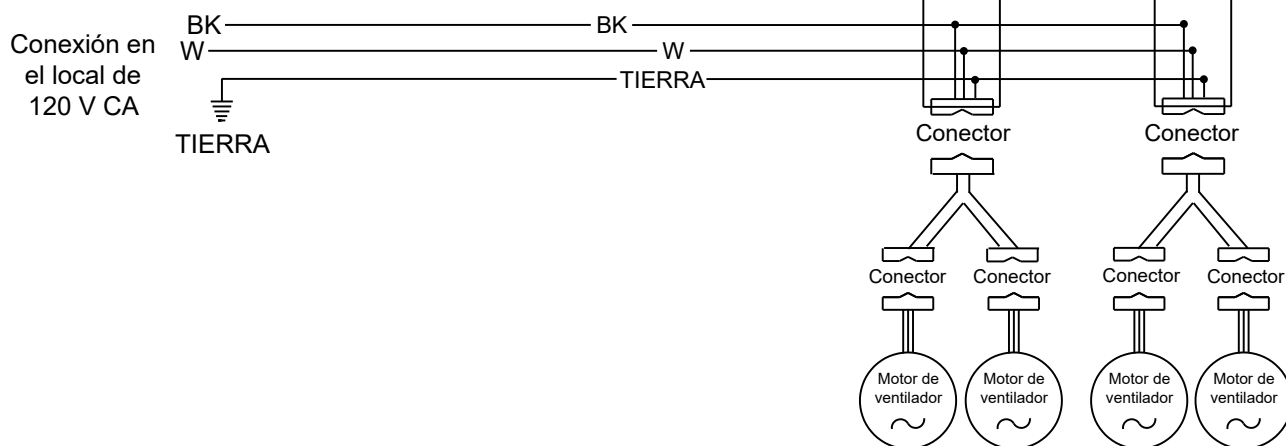 BK
BK
Conexión en
el local de
120 V CA
W
W
TIERRA
TIERRA
Conector
Conector
Conector
Conector
Conector
Conector
Motor de
ventilador
Motor de
ventilador
Motor de
ventilador
Motor de
ventilador